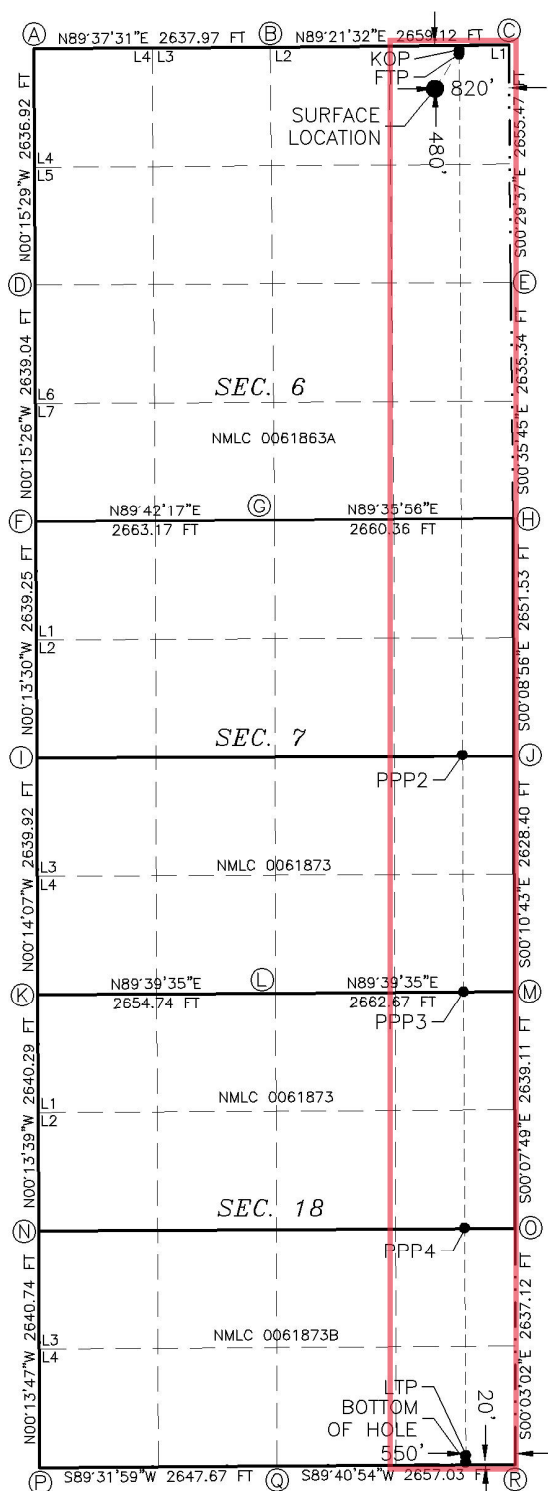 A
N89°37'31"E 2637.97 FT
B
N89°21'32"E 2659.12 FT
C
L4
L3
L2
KOP
FTP
L1
820'
SURFACE
LOCATION
480'
N00°15'29"W 2636.92 FT
S00°29'37"E 2655.47 FT
L4
L5
D
E
N00°15'26"W 2639.04 FT
S00°35'45"E 2635.34 FT
SEC. 6
L6
L7
NMLC 0061863A
F
N89°42'17"E
2663.17 FT
G
N89°35'56"E
2660.36 FT
H
N00°13'30"W 2639.25 FT
S00°08'56"E 2651.53 FT
L1
L2
SEC. 7
I
J
PPP2
N00°14'07"W 2639.92 FT
S00°10'43"E 2628.40 FT
L3
L4
NMLC 0061873
K
N89°39'35"E
2654.74 FT
L
N89°39'35"E
2662.67 FT
M
PPP3
N00°13'39"W 2640.29 FT
S00°07'49"E 2639.11 FT
NMLC 0061873
L1
L2
SEC. 18
N
O
PPP4
N00°13'47"W 2640.74 FT
S00°03'02"E 2637.12 FT
NMLC 0061873B
L3
L4
LTP
BOTTOM
OF HOLE
20'
550'
P
S89°31'59"W 2647.67 FT
Q
S89°40'54"W 2657.03 FT
R